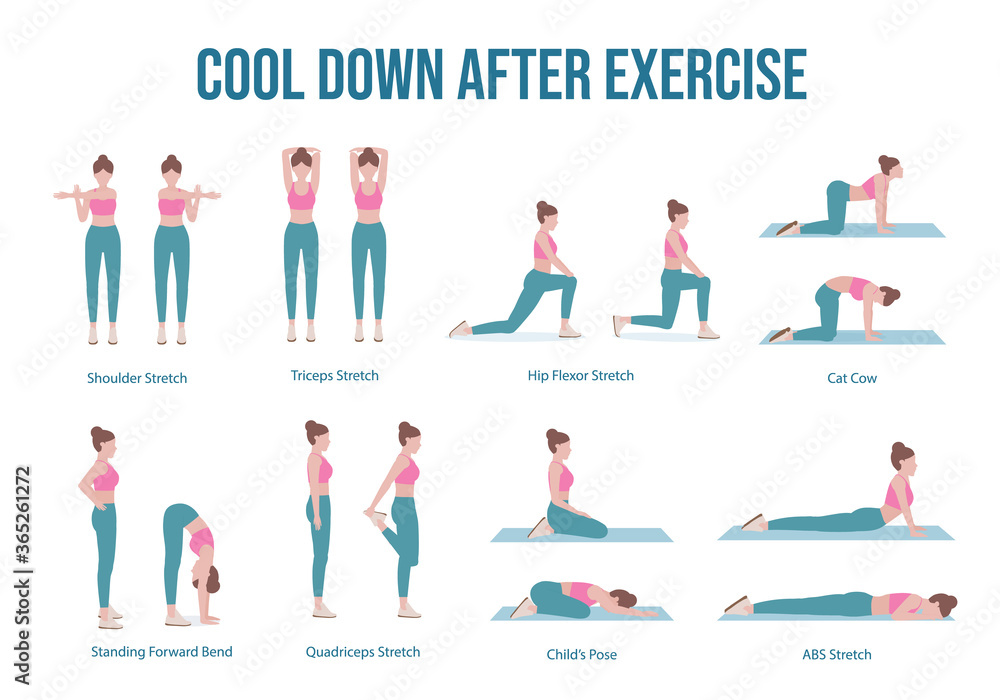 COOL DOWN AFTER EXERCISE
Shoulder Stretch
Triceps Stretch
Hip Flexor Stretch
Cat Cow
Standing Forward Bend
Quadriceps Stretch
Child's Pose
ABS Stretch
Adobe Stock | #365261272